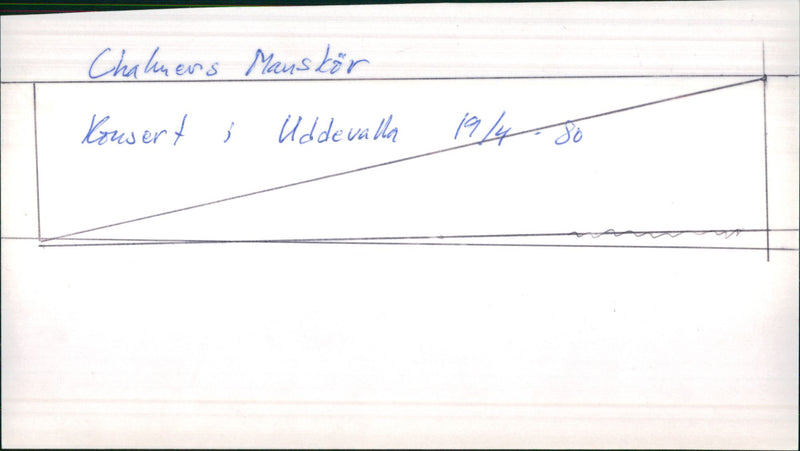 Chalmers Manskör
Konsert i Uddevalla 19/4 - 80